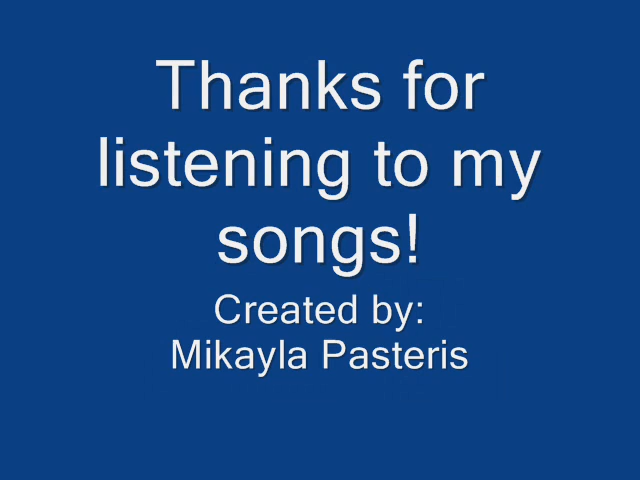 Thanks for
listening to my
songs!
Created by:
Mikayla Pasteris